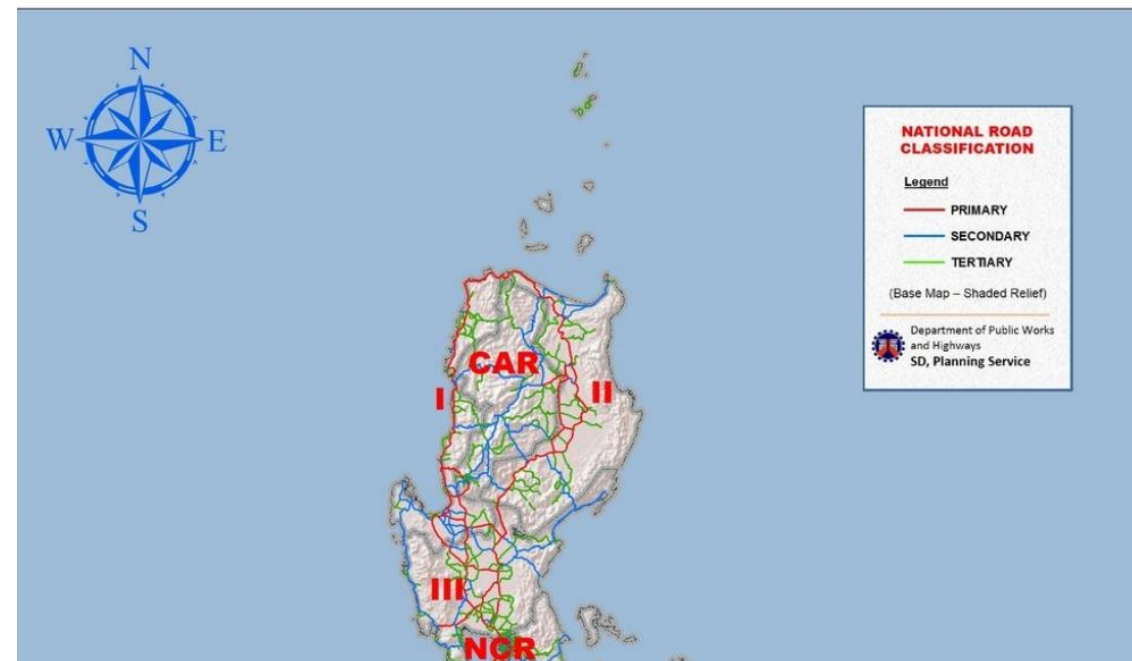 N
W E
S
NATIONAL ROAD
CLASSIFICATION
Legend
PRIMARY
SECONDARY
TERTIARY
(Base Map – Shaded Relief)
Department of Public Works
and Highways
SD, Planning Service
CAR
I
II
III
NCR